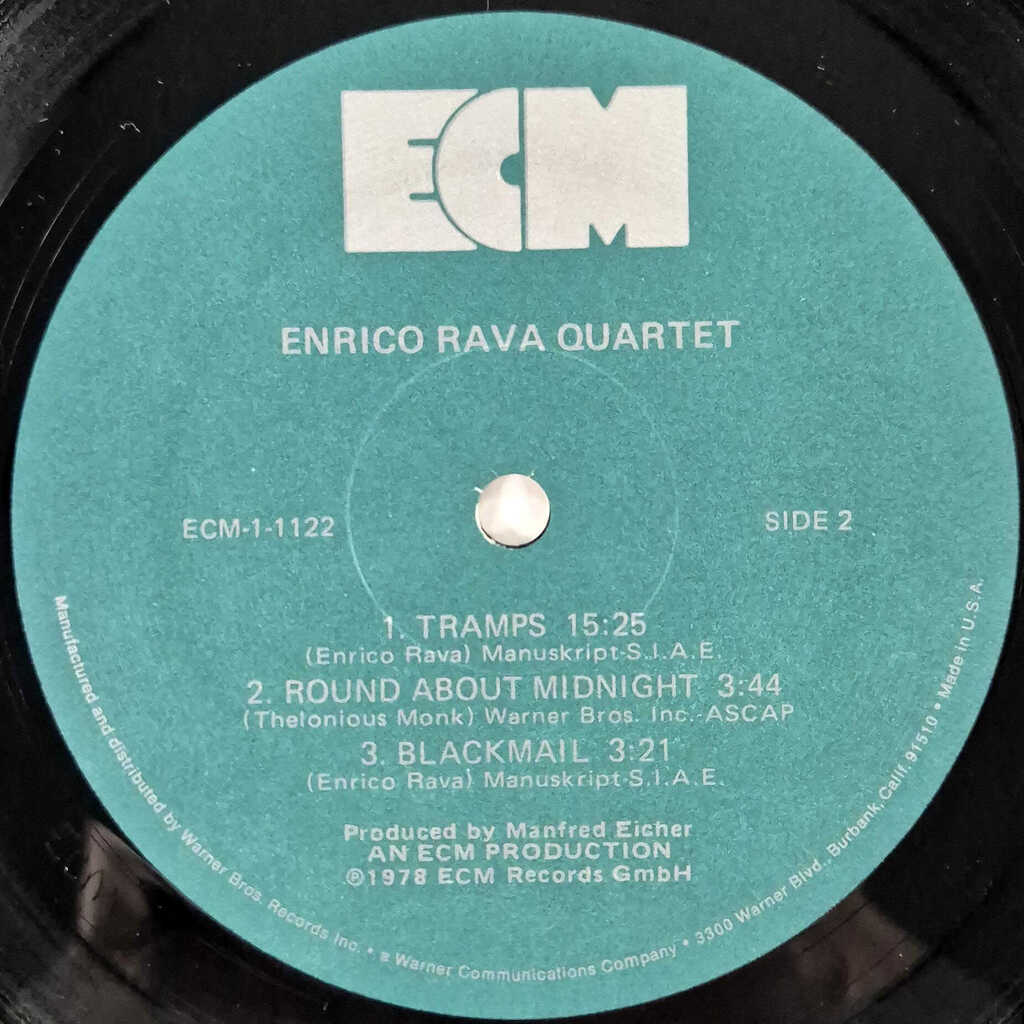 ECM
ENRICO RAVA QUARTET
ECM-1-1122
SIDE 2
1. TRAMPS 15:25
(Enrico Rava) Manuskript-S.I.A.E.
2. ROUND ABOUT MIDNIGHT 3:44
(Thelonious Monk) Warner Bros. Inc.-ASCAP
3. BLACKMAIL 3:21
(Enrico Rava) Manuskript-S.I.A.E.
Produced by Manfred Eicher
AN ECM PRODUCTION
℗1978 ECM Records GmbH
Manufactured and distributed by Warner Bros. Records Inc. • a Warner Communications Company • 3300 Warner Blvd., Burbank, Calif. 91510 • Made in U.S.A.